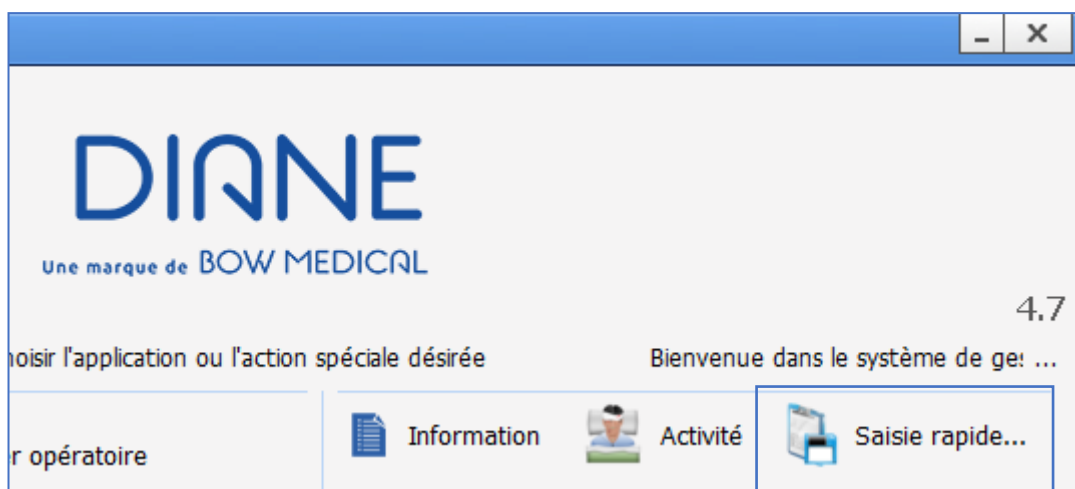 DIANE
Une marque de BOW MEDICAL
4.7
hoisir l'application ou l'action spéciale désirée Bienvenue dans le système de ges ...
Information Activité Saisie rapide...
r opératoire